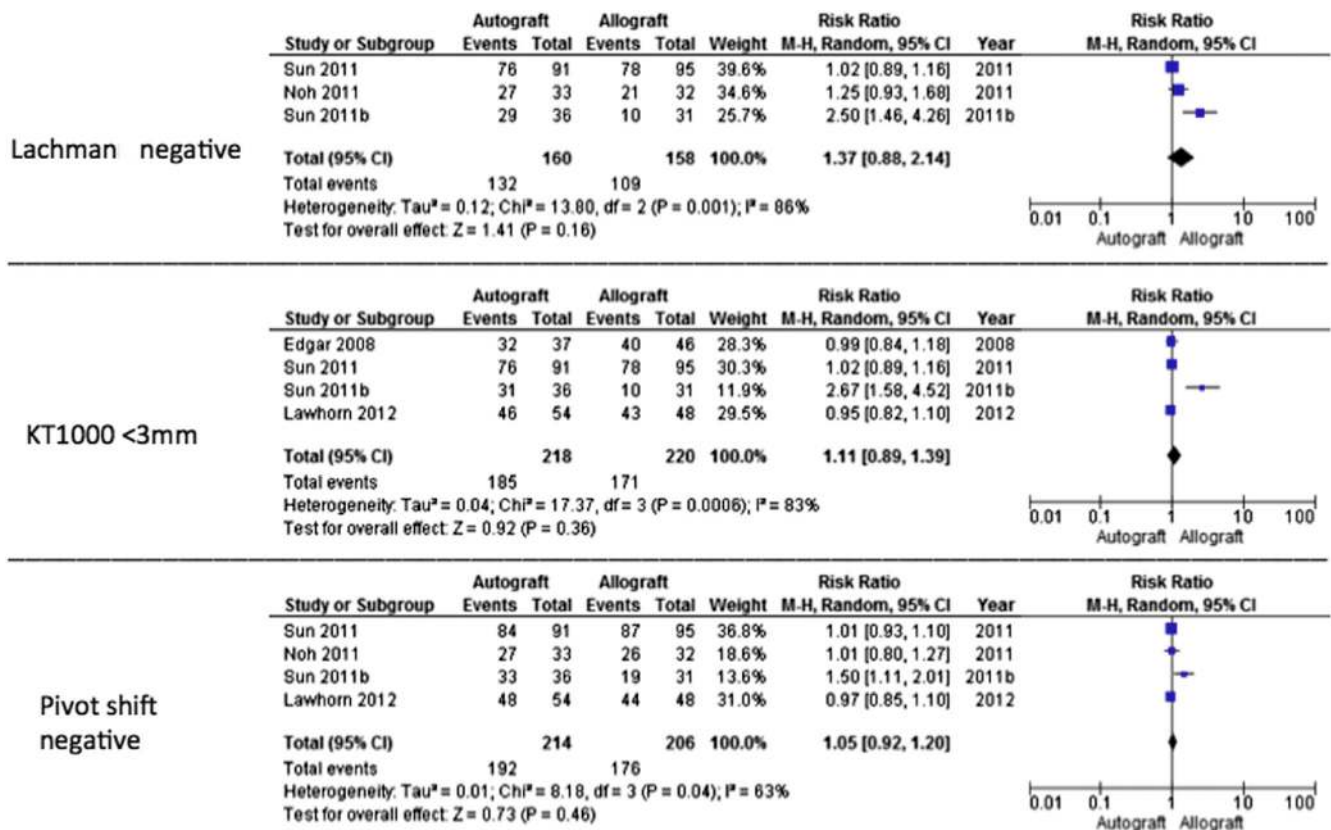 Lachman negative
Autograft Allograft Risk Ratio Risk Ratio
Study or Subgroup Events Total Events Total Weight M-H, Random, 95% CI Year M-H, Random, 95% CI
Sun 2011 76 91 78 95 39.6% 1.02 [0.89, 1.16] 2011
Noh 2011 27 33 21 32 34.6% 1.25 [0.93, 1.68] 2011
Sun 2011b 29 36 10 31 25.7% 2.50 [1.46, 4.26] 2011b
Total (95% CI) 160 158 100.0% 1.37 [0.88, 2.14]
Total events 132 109
Heterogeneity: Tau² = 0.12; Chi² = 13.80, df = 2 (P = 0.001); I² = 86%
Test for overall effect: Z = 1.41 (P = 0.16)
0.01 0.1 1 10 100
Autograft Allograft
KT1000 <3mm
Autograft Allograft Risk Ratio Risk Ratio
Study or Subgroup Events Total Events Total Weight M-H, Random, 95% CI Year M-H, Random, 95% CI
Edgar 2008 32 37 40 46 28.3% 0.99 [0.84, 1.18] 2008
Sun 2011 76 91 78 95 30.3% 1.02 [0.89, 1.16] 2011
Sun 2011b 31 36 10 31 11.9% 2.67 [1.58, 4.52] 2011b
Lawhorn 2012 46 54 43 48 29.5% 0.95 [0.82, 1.10] 2012
Total (95% CI) 218 220 100.0% 1.11 [0.89, 1.39]
Total events 185 171
Heterogeneity: Tau² = 0.04; Chi² = 17.37, df = 3 (P = 0.0006); I² = 83%
Test for overall effect: Z = 0.92 (P = 0.36)
0.01 0.1 1 10 100
Autograft Allograft
Pivot shift
negative
Autograft Allograft Risk Ratio Risk Ratio
Study or Subgroup Events Total Events Total Weight M-H, Random, 95% CI Year M-H, Random, 95% CI
Sun 2011 84 91 87 95 36.8% 1.01 [0.93, 1.10] 2011
Noh 2011 27 33 26 32 18.6% 1.01 [0.80, 1.27] 2011
Sun 2011b 33 36 19 31 13.6% 1.50 [1.11, 2.01] 2011b
Lawhorn 2012 48 54 44 48 31.0% 0.97 [0.85, 1.10] 2012
Total (95% CI) 214 206 100.0% 1.05 [0.92, 1.20]
Total events 192 176
Heterogeneity: Tau² = 0.01; Chi² = 8.18, df = 3 (P = 0.04); I² = 63%
Test for overall effect: Z = 0.73 (P = 0.46)
0.01 0.1 1 10 100
Autograft Allograft